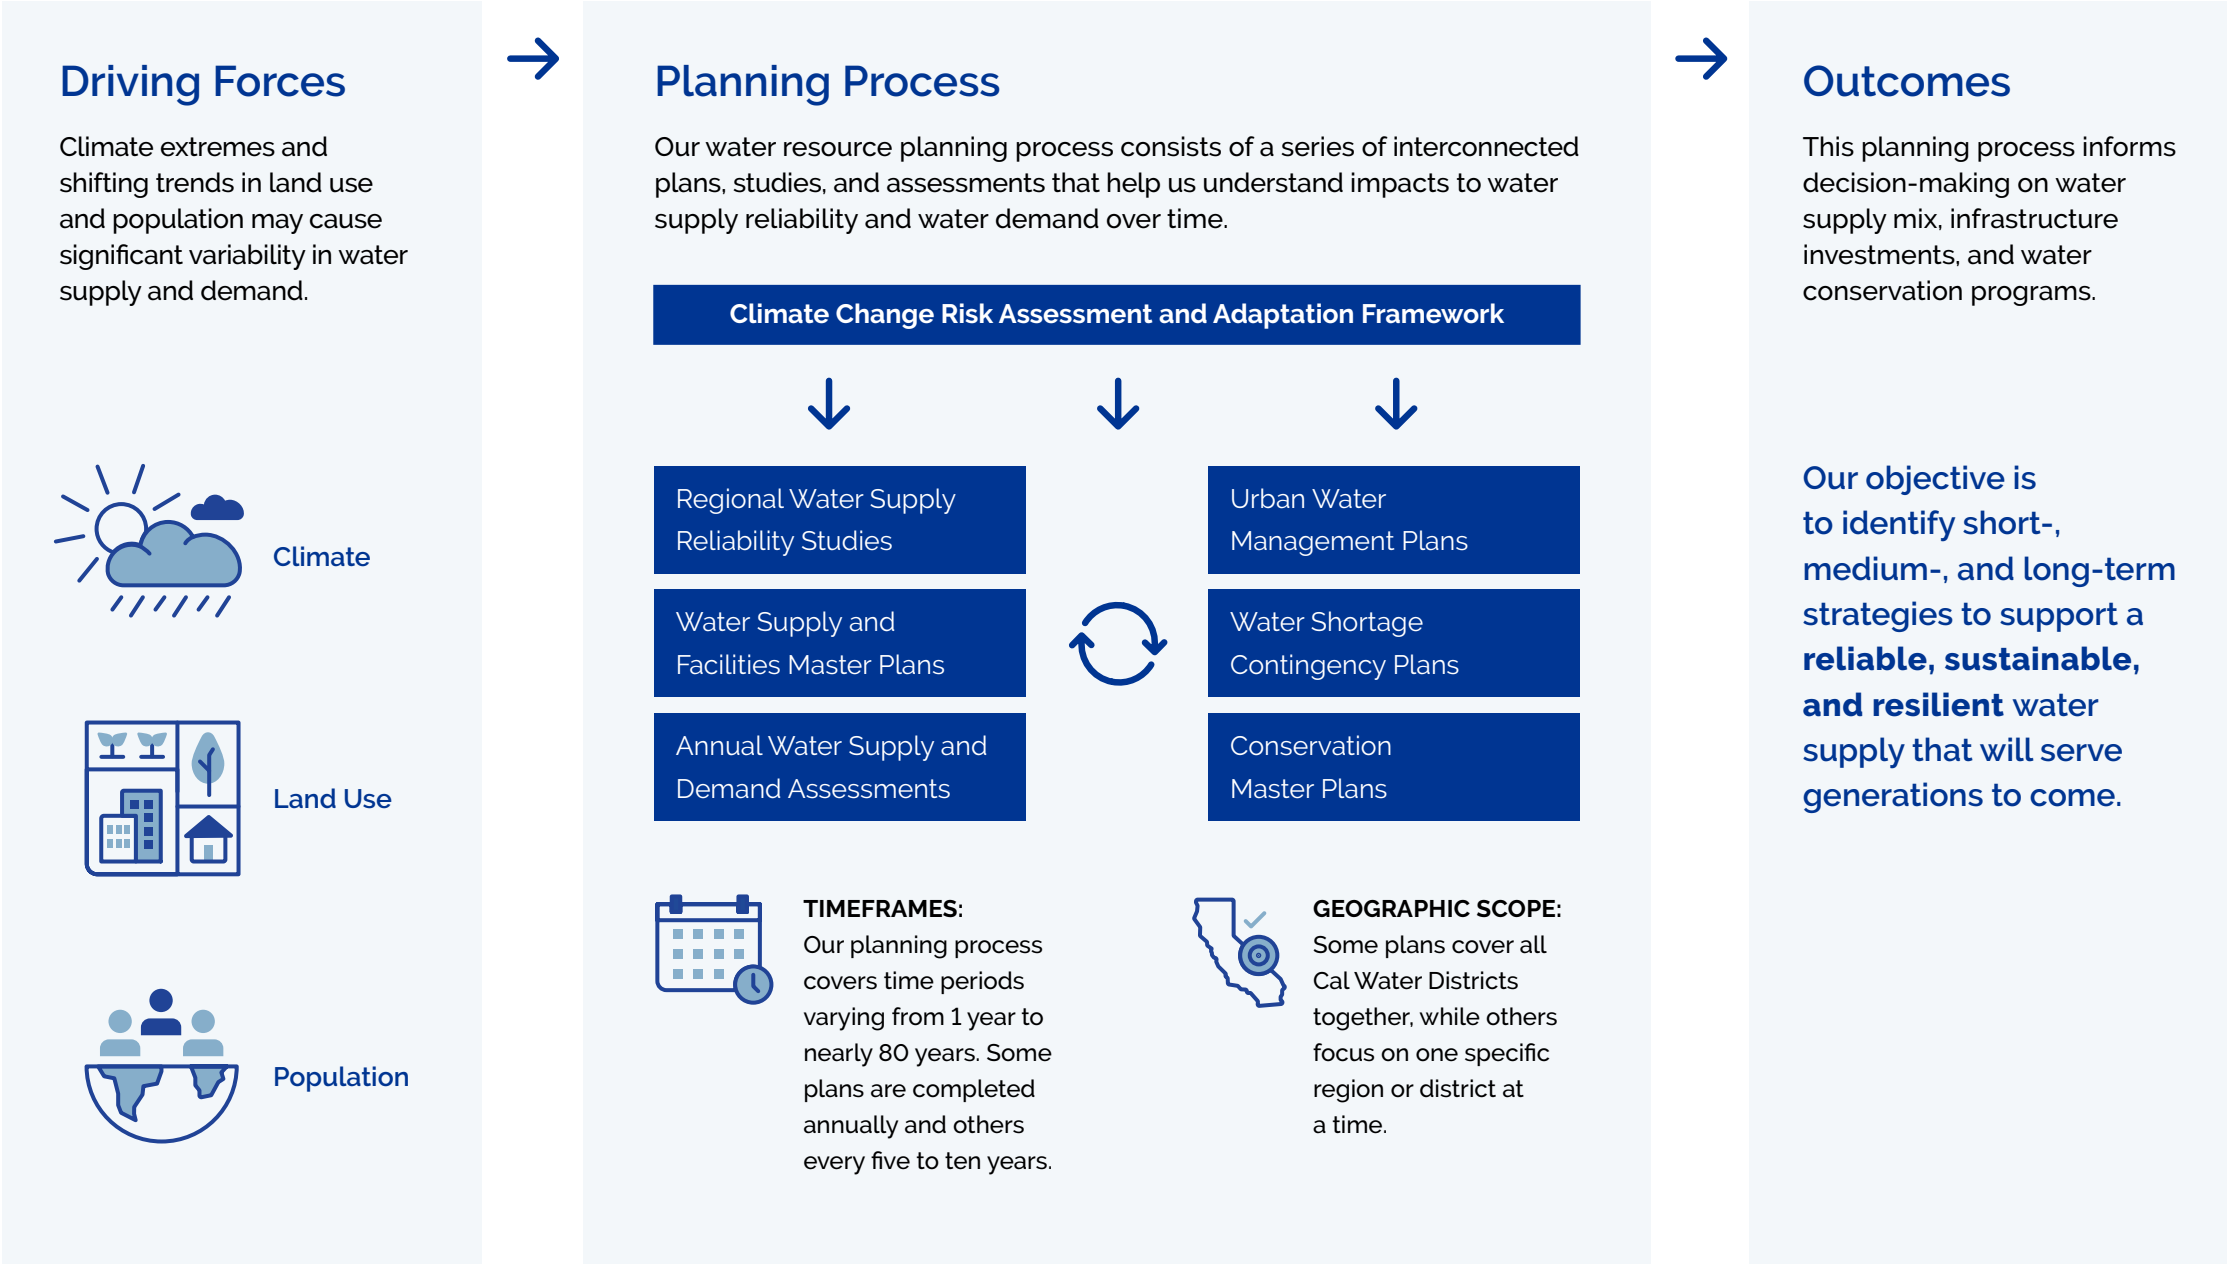 Driving Forces
Climate extremes and
shifting trends in land use
and population may cause
significant variability in water
supply and demand.
Climate
Land Use
Population
Planning Process
Our water resource planning process consists of a series of interconnected
plans, studies, and assessments that help us understand impacts to water
supply reliability and water demand over time.
Climate Change Risk Assessment and Adaptation Framework
Regional Water Supply
Reliability Studies
Water Supply and
Facilities Master Plans
Annual Water Supply and
Demand Assessments
Urban Water
Management Plans
Water Shortage
Contingency Plans
Conservation
Master Plans
TIMEFRAMES:
Our planning process
covers time periods
varying from 1 year to
nearly 80 years. Some
plans are completed
annually and others
every five to ten years.
GEOGRAPHIC SCOPE:
Some plans cover all
Cal Water Districts
together, while others
focus on one specific
region or district at
a time.
Outcomes
This planning process informs
decision-making on water
supply mix, infrastructure
investments, and water
conservation programs.
Our objective is
to identify short-,
medium-, and long-term
strategies to support a
reliable, sustainable,
and resilient water
supply that will serve
generations to come.